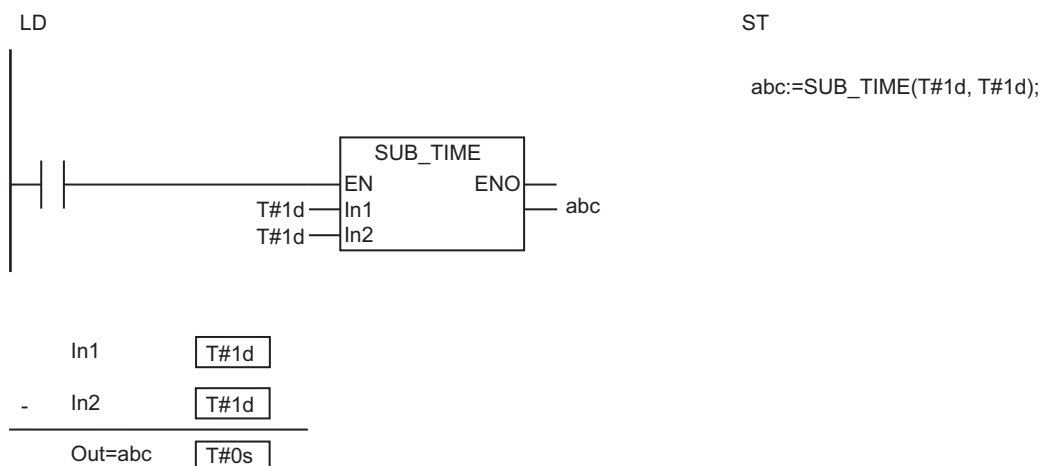 LD
ST
abc:=SUB_TIME(T#1d, T#1d);
SUB_TIME
EN ENO
T#1d In1 abc
T#1d In2
In1 T#1d
- In2 T#1d
Out=abc T#0s